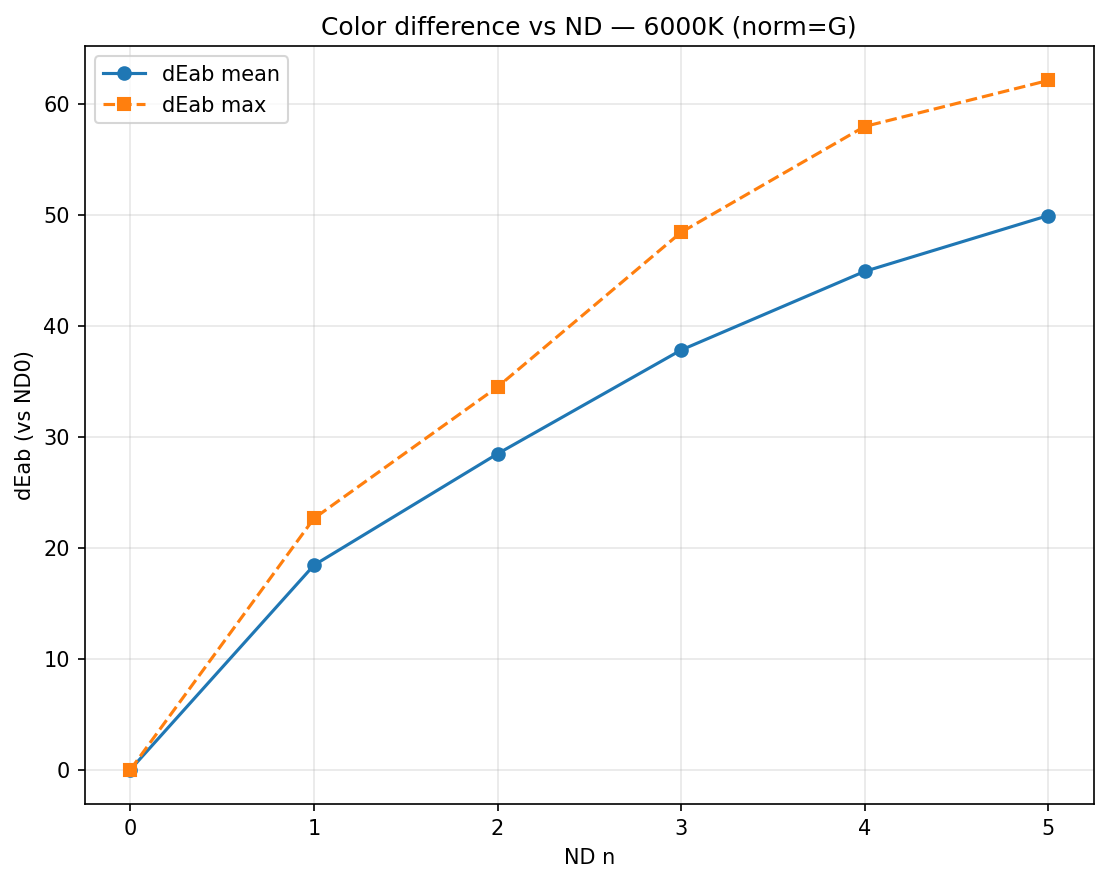 Color difference vs ND — 6000K (norm=G)
dEab mean
dEab max
dEab (vs ND0)
60
50
40
30
20
10
0
0 1 2 3 4 5
ND n